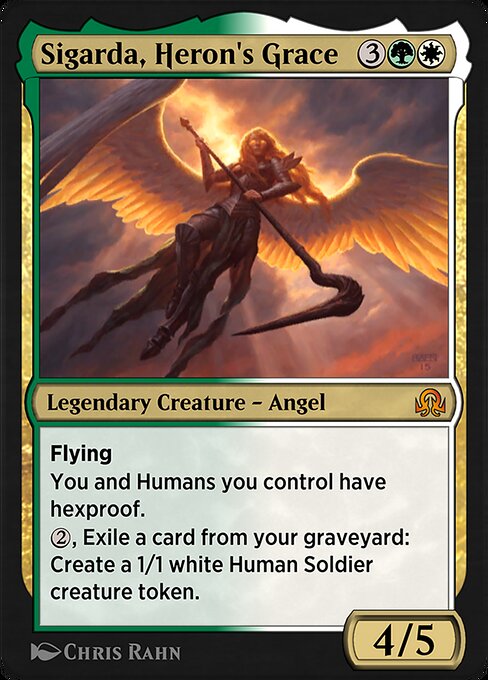 Sigarda, Heron's Grace 3
Legendary Creature – Angel
Flying
You and Humans you control have
hexproof.
2, Exile a card from your graveyard:
Create a 1/1 white Human Soldier
creature token.
4/5
Chris Rahn